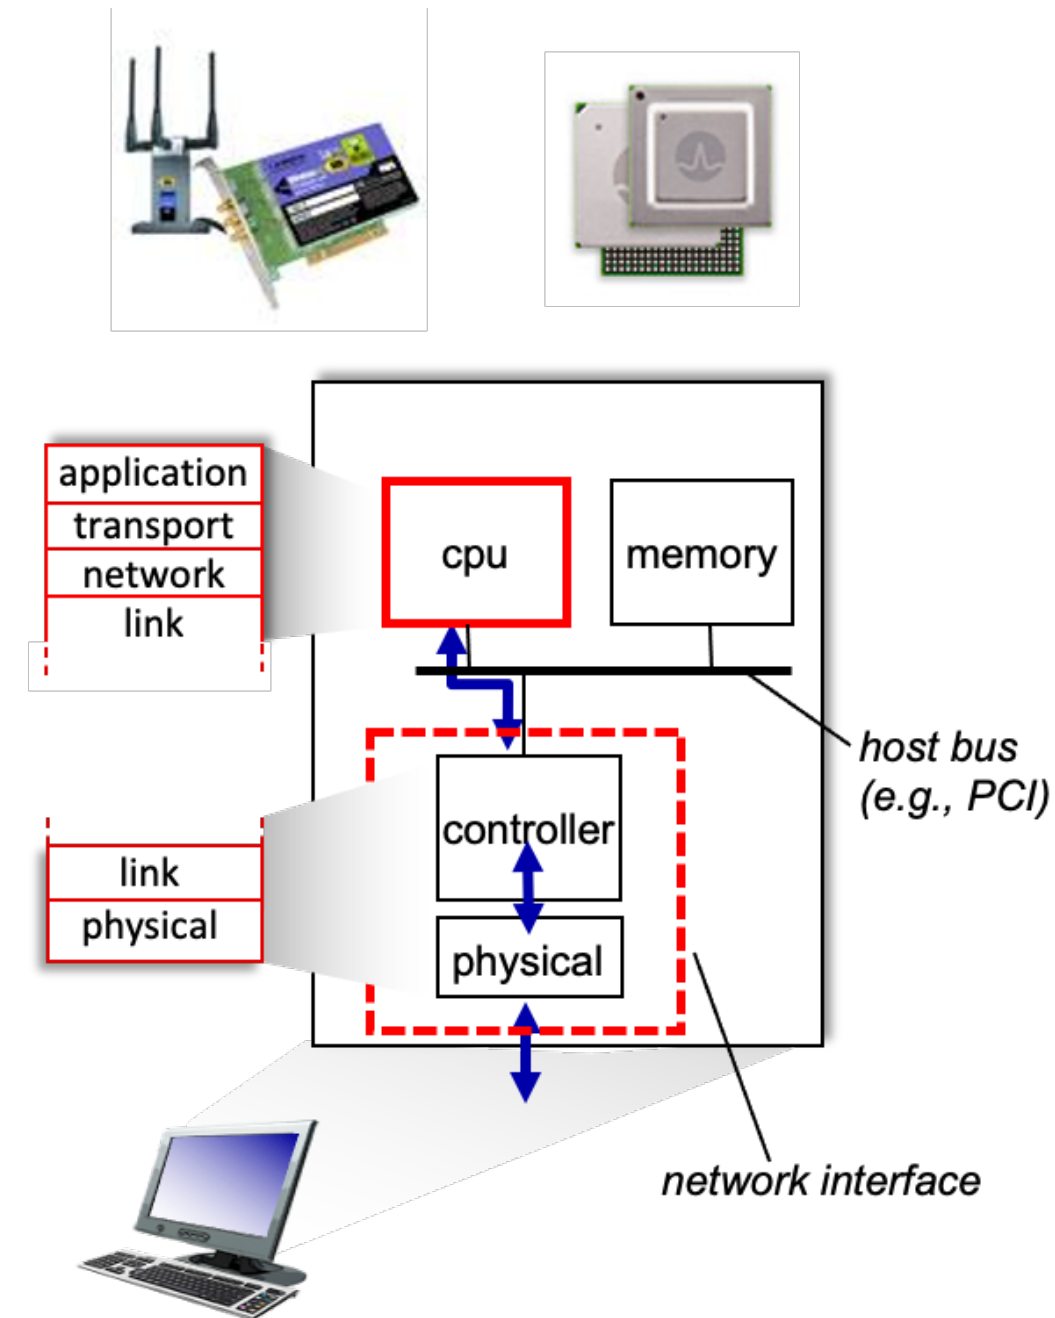 application
transport
network
link
cpu
memory
host bus
(e.g., PCI)
controller
link
physical
physical
network interface